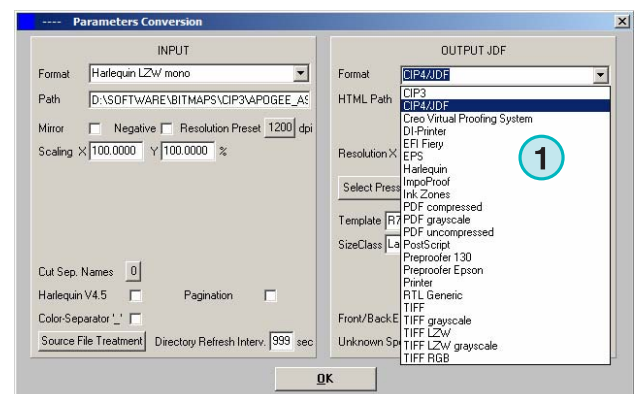 ---- Parameters Conversion
INPUT
Format Harlequin LZW mono
Path D:\SOFTWARE\BITMAPS\CIP3\APOGEE_AS
Mirror Negative Resolution Preset 1200 dpi
Scaling X 100.0000 Y 100.0000 %
Cut Sep. Names 0
Harlequin V4.5 Pagination
Color-Separator '_'
Source File Treatment Directory Refresh Interv. 999 sec
OUTPUT JDF
Format CIP4/JDF
HTML Path
Resolution X
Select Press
Template R7
SizeClass La
Front/Back E
Unknown Sp
CIP3
CIP4/JDF
Creo Virtual Proofing System
DI-Printer
EFI Fiery
EPS
Harlequin
ImpoProof
Ink Zones
PDF compressed
PDF grayscale
PDF uncompressed
PostScript
Preproofer 130
Preproofer Epson
Printer
RTL Generic
TIFF
TIFF grayscale
TIFF LZW
TIFF LZW grayscale
TIFF RGB
1
OK